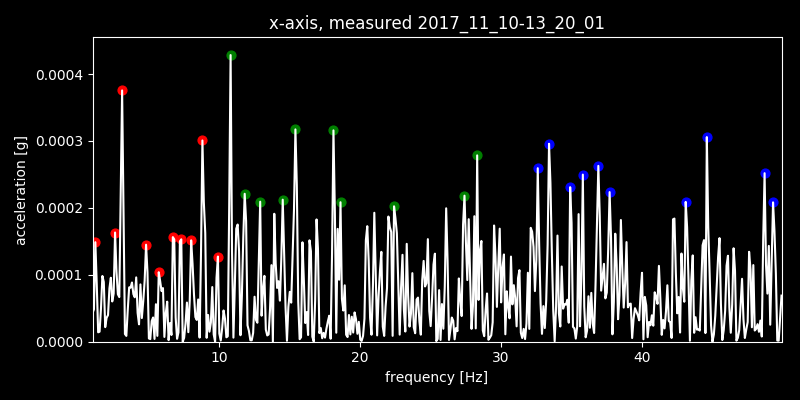 x-axis, measured 2017_11_10-13_20_01
acceleration [g]
0.0004
0.0003
0.0002
0.0001
0.0000
10 20 30 40
frequency [Hz]